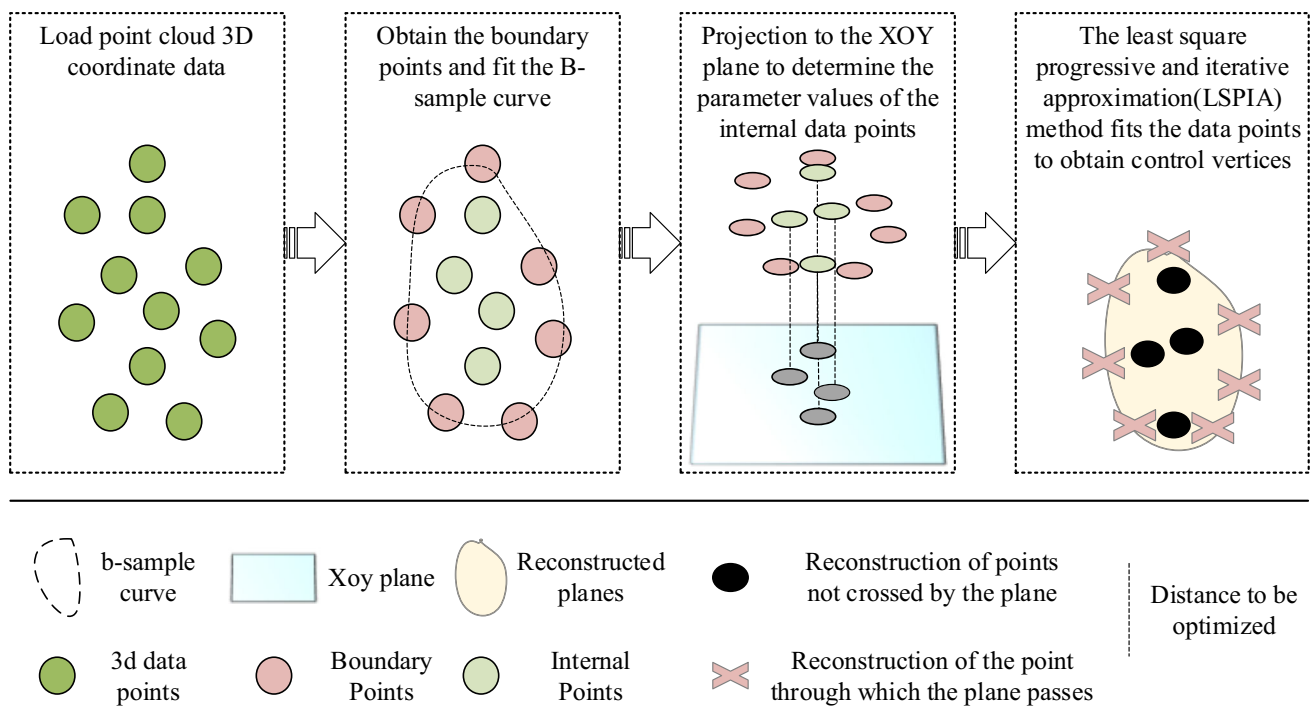 Load point cloud 3D
coordinate data
Obtain the boundary
points and fit the B-
sample curve
Projection to the XOY
plane to determine the
parameter values of the
internal data points
The least square
progressive and iterative
approximation(LSPIA)
method fits the data points
to obtain control vertices
b-sample
curve
Xoy plane
Reconstructed
planes
Reconstruction of points
not crossed by the plane
Distance to be
optimized
3d data
points
Boundary
Points
Internal
Points
Reconstruction of the point
through which the plane passes